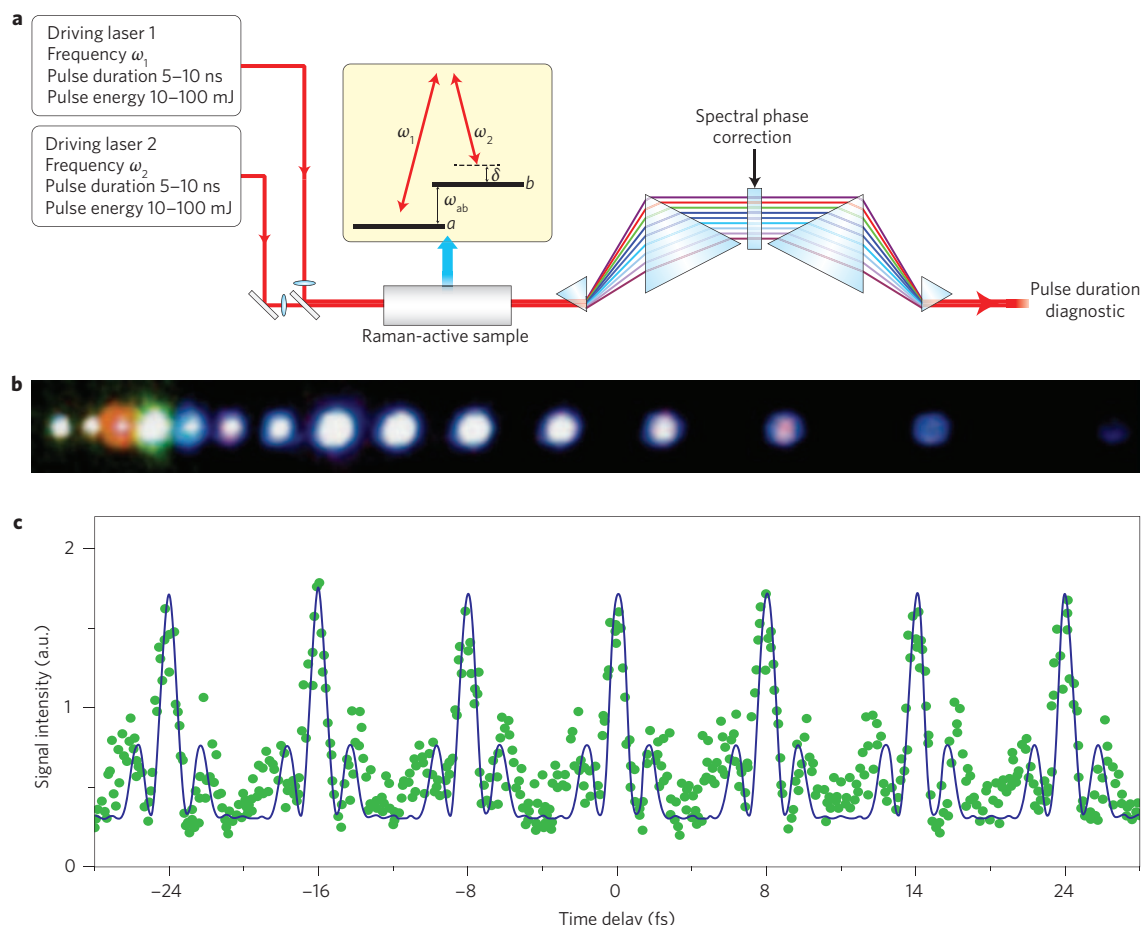 a
Driving laser 1
Frequency ω₁
Pulse duration 5–10 ns
Pulse energy 10–100 mJ
Driving laser 2
Frequency ω₂
Pulse duration 5–10 ns
Pulse energy 10–100 mJ
ω₁
ω₂
δ
b
ω_ab
a
Raman-active sample
Spectral phase
correction
Pulse duration
diagnostic
b
c
Signal intensity (a.u.)
2
1
0
–24
–16
–8
0
8
14
24
Time delay (fs)